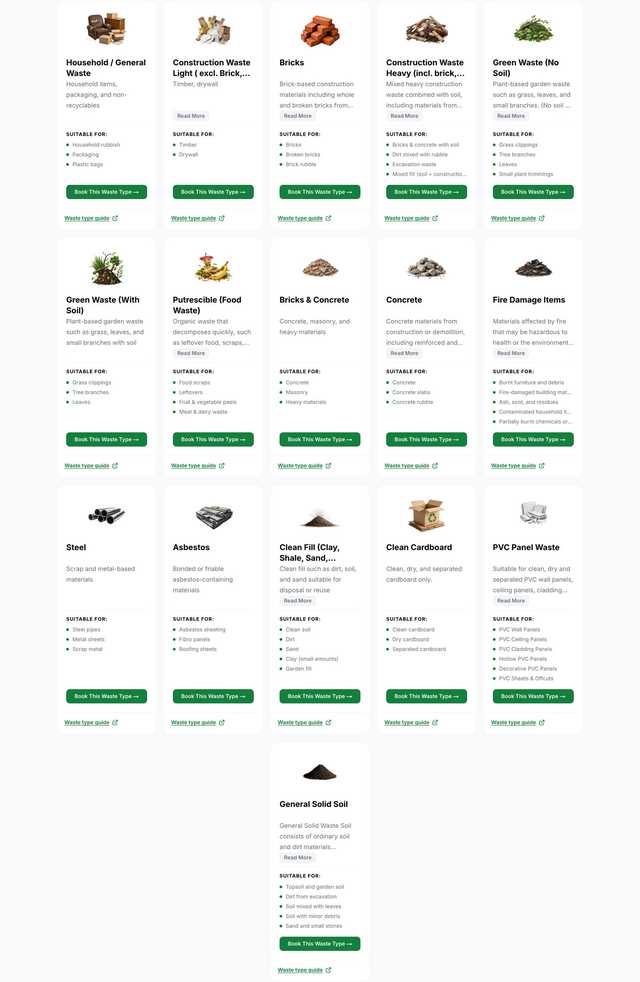 Household / General
Waste
Household items,
packaging, and non-
recyclables
SUITABLE FOR:
Household rubbish
Packaging
Plastic bags
Book This Waste Type →
Waste type guide
Construction Waste
Light ( excl. Brick,...
Timber, drywall
Read More
SUITABLE FOR:
Timber
Drywall
Book This Waste Type →
Waste type guide
Bricks
Brick-based construction
materials including whole
and broken bricks from...
Read More
SUITABLE FOR:
Bricks
Broken bricks
Brick rubble
Book This Waste Type →
Waste type guide
Construction Waste
Heavy (incl. brick,...
Mixed heavy construction
waste combined with soil,
including materials from...
Read More
SUITABLE FOR:
Bricks & concrete with soil
Dirt mixed with rubble
Excavation waste
Mixed fill (soil + constructio...
Book This Waste Type →
Waste type guide
Green Waste (No
Soil)
Plant-based garden waste
such as grass, leaves, and
small branches. (No soil ...
Read More
SUITABLE FOR:
Grass clippings
Tree branches
Leaves
Small plant trimmings
Book This Waste Type →
Waste type guide
Green Waste (With
Soil)
Plant-based garden waste
such as grass, leaves, and
small branches with soil
SUITABLE FOR:
Grass clippings
Tree branches
Leaves
Book This Waste Type →
Waste type guide
Putrescible (Food
Waste)
Organic waste that
decomposes quickly, such
as leftover food, scraps,...
Read More
SUITABLE FOR:
Food scraps
Leftovers
Fruit & vegetable peels
Meat & dairy waste
Book This Waste Type →
Waste type guide
Bricks & Concrete
Concrete, masonry, and
heavy materials
SUITABLE FOR:
Concrete
Masonry
Heavy materials
Book This Waste Type →
Waste type guide
Concrete
Concrete materials from
construction or demolition,
including reinforced and...
Read More
SUITABLE FOR:
Concrete
Concrete slabs
Concrete rubble
Book This Waste Type →
Waste type guide
Fire Damage Items
Materials affected by fire
that may be hazardous to
health or the environment...
Read More
SUITABLE FOR:
Burnt furniture and debris
Fire-damaged building mat...
Ash, soot, and residues
Contaminated household it...
Partially burnt chemicals or...
Book This Waste Type →
Waste type guide
Steel
Scrap and metal-based
materials
SUITABLE FOR:
Steel pipes
Metal sheets
Scrap metal
Book This Waste Type →
Waste type guide
Asbestos
Bonded or friable
asbestos-containing
materials
SUITABLE FOR:
Asbestos sheeting
Fibro panels
Roofing sheets
Book This Waste Type →
Waste type guide
Clean Fill (Clay,
Shale, Sand,...
Clean fill such as dirt, soil,
and sand suitable for
disposal or reuse
Read More
SUITABLE FOR:
Clean soil
Dirt
Sand
Clay (small amounts)
Garden fill
Book This Waste Type →
Waste type guide
Clean Cardboard
Clean, dry, and separated
cardboard only.
SUITABLE FOR:
Clean cardboard
Dry cardboard
Separated cardboard
Book This Waste Type →
Waste type guide
PVC Panel Waste
Suitable for clean, dry and
separated PVC wall panels,
ceiling panels, cladding...
Read More
SUITABLE FOR:
PVC Wall Panels
PVC Ceiling Panels
PVC Cladding Panels
Hollow PVC Panels
Decorative PVC Panels
PVC Sheets & Offcuts
Book This Waste Type →
Waste type guide
General Solid Soil
General Solid Waste Soil
consists of ordinary soil
and dirt materials...
Read More
SUITABLE FOR:
Topsoil and garden soil
Dirt from excavation
Soil mixed with leaves
Soil with minor debris
Sand and small stones
Book This Waste Type →
Waste type guide